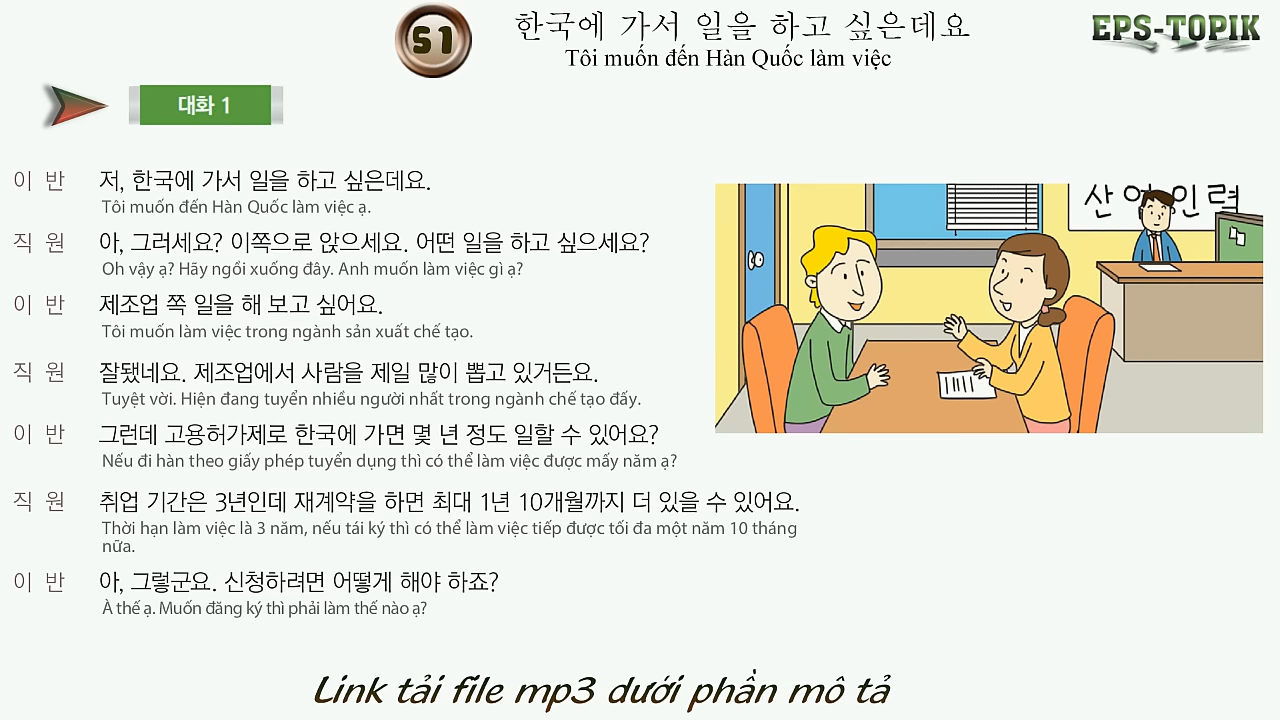 51
한국에 가서 일을 하고 싶은데요
Tôi muốn đến Hàn Quốc làm việc
EPS-TOPIK
대화 1
이 반 저, 한국에 가서 일을 하고 싶은데요.
Tôi muốn đến Hàn Quốc làm việc ạ.
직 원 아, 그러세요? 이쪽으로 앉으세요. 어떤 일을 하고 싶으세요?
Oh vậy ạ? Hãy ngồi xuống đây. Anh muốn làm việc gì ạ?
이 반 제조업 쪽 일을 해 보고 싶어요.
Tôi muốn làm việc trong ngành sản xuất chế tạo.
직 원 잘됐네요. 제조업에서 사람을 제일 많이 뽑고 있거든요.
Tuyệt vời. Hiện đang tuyển nhiều người nhất trong ngành chế tạo đấy.
이 반 그런데 고용허가제로 한국에 가면 몇 년 정도 일할 수 있어요?
Nếu đi hàn theo giấy phép tuyển dụng thì có thể làm việc được mấy năm ạ?
직 원 취업 기간은 3년인데 재계약을 하면 최대 1년 10개월까지 더 있을 수 있어요.
Thời hạn làm việc là 3 năm, nếu tái ký thì có thể làm việc tiếp được tối đa một năm 10 tháng
nữa.
이 반 아, 그렇군요. 신청하려면 어떻게 해야 하죠?
À thế ạ. Muốn đăng ký thì phải làm thế nào ạ?
산 인력
Link tải file mp3 dưới phần mô tả